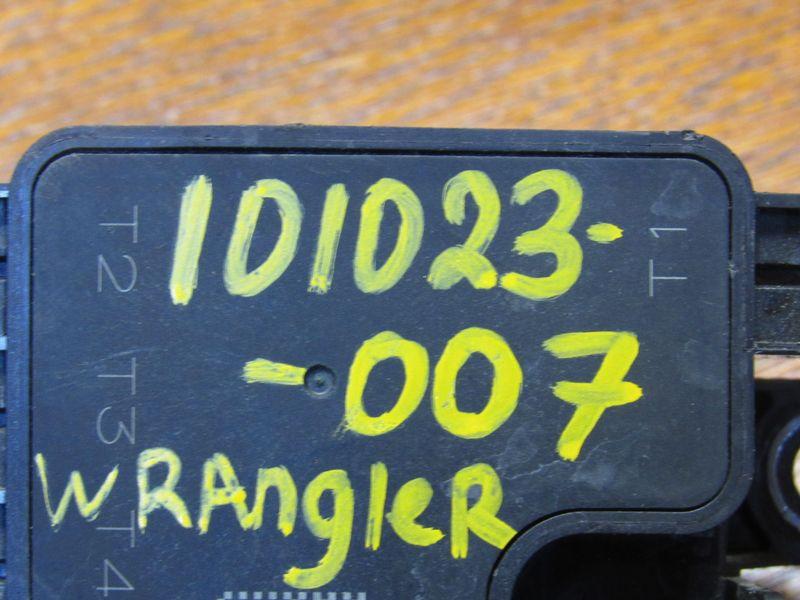 101023-
-007
WRAngleR
T1
T2
T3
T4